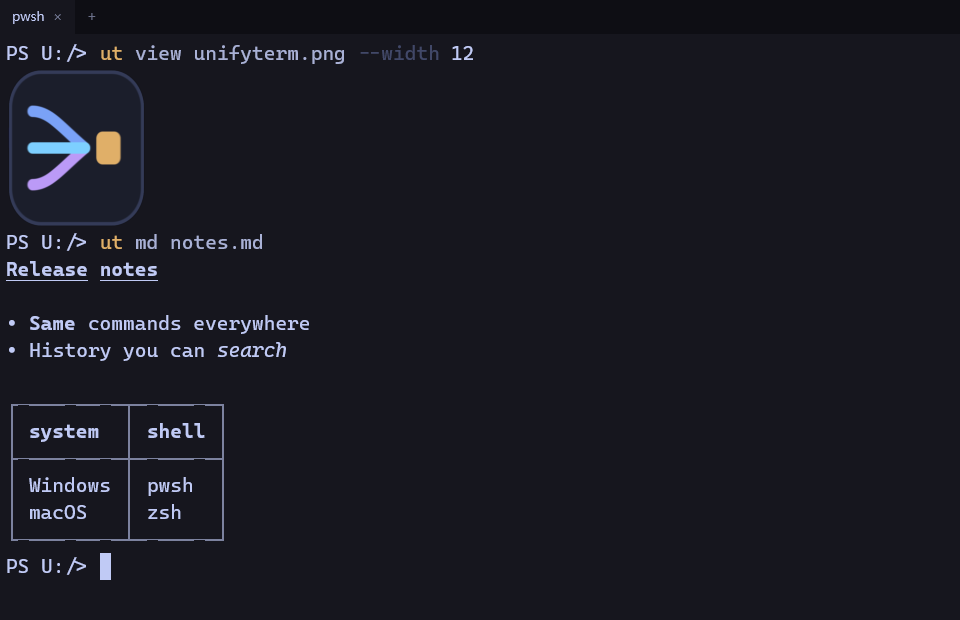 pwsh × +
PS U:/> ut view unifyterm.png --width 12
PS U:/> ut md notes.md
Release notes
• Same commands everywhere
• History you can search
system shell
Windows pwsh
macOS zsh
PS U:/>